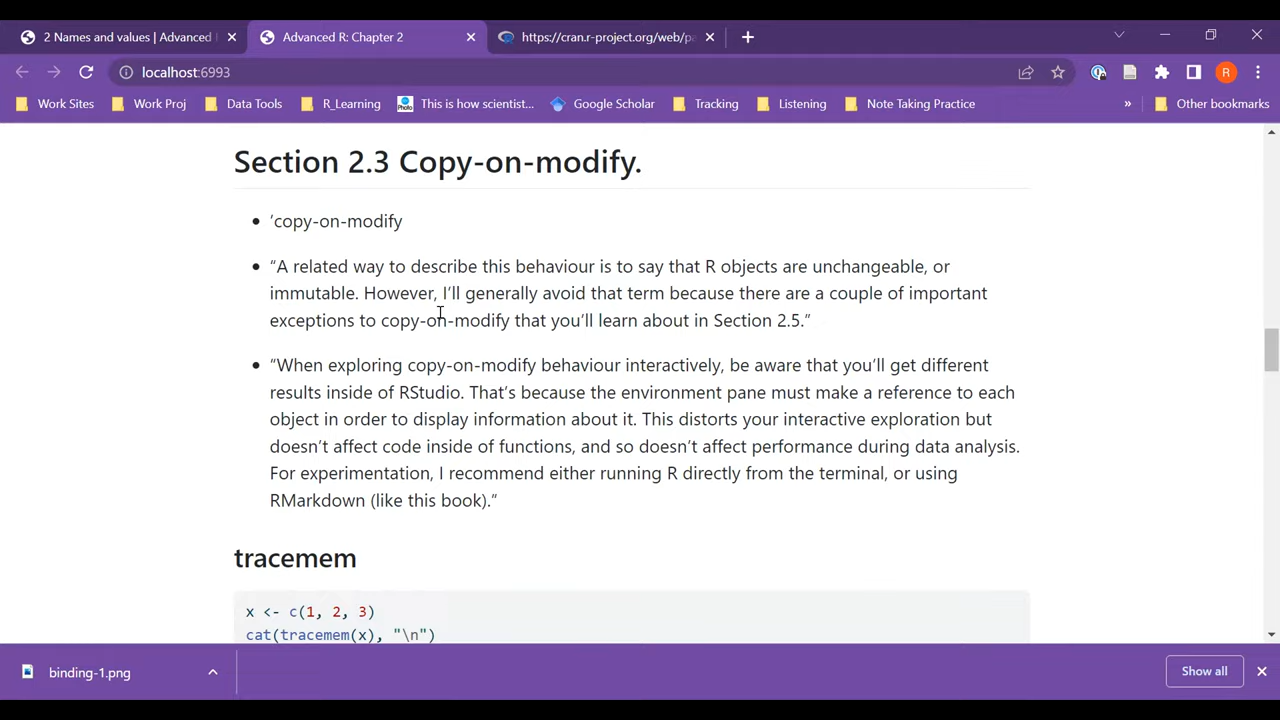 2 Names and values | Advanced
Advanced R: Chapter 2
https://cran.r-project.org/web/pa
localhost:6993
R
Work Sites
Work Proj
Data Tools
R_Learning
Photo
This is how scientist...
Google Scholar
Tracking
Listening
Note Taking Practice
»
Other bookmarks
Section 2.3 Copy-on-modify.
• ‘copy-on-modify
• “A related way to describe this behaviour is to say that R objects are unchangeable, or
immutable. However, I’ll generally avoid that term because there are a couple of important
exceptions to copy-on-modify that you’ll learn about in Section 2.5.”
• “When exploring copy-on-modify behaviour interactively, be aware that you’ll get different
results inside of RStudio. That’s because the environment pane must make a reference to each
object in order to display information about it. This distorts your interactive exploration but
doesn’t affect code inside of functions, and so doesn’t affect performance during data analysis.
For experimentation, I recommend either running R directly from the terminal, or using
RMarkdown (like this book).“
tracemem
x <- c(1, 2, 3)
cat(tracemem(x), "\n")
binding-1.png
Show all